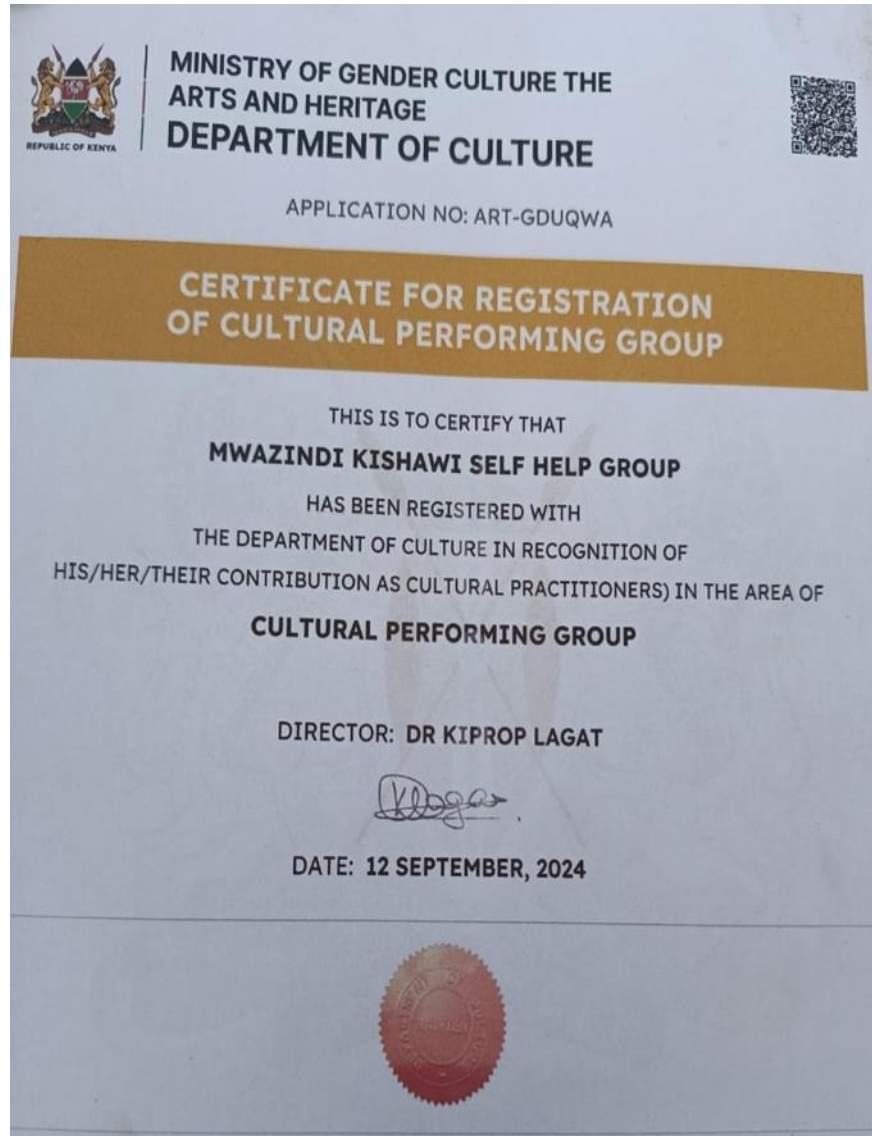 MINISTRY OF GENDER CULTURE THE
ARTS AND HERITAGE
DEPARTMENT OF CULTURE
REPUBLIC OF KENYA
APPLICATION NO: ART-GDUQWA
CERTIFICATE FOR REGISTRATION
OF CULTURAL PERFORMING GROUP
THIS IS TO CERTIFY THAT
MWAZINDI KISHAWI SELF HELP GROUP
HAS BEEN REGISTERED WITH
THE DEPARTMENT OF CULTURE IN RECOGNITION OF
HIS/HER/THEIR CONTRIBUTION AS CULTURAL PRACTITIONERS) IN THE AREA OF
CULTURAL PERFORMING GROUP
DIRECTOR: DR KIPROP LAGAT
DATE: 12 SEPTEMBER, 2024